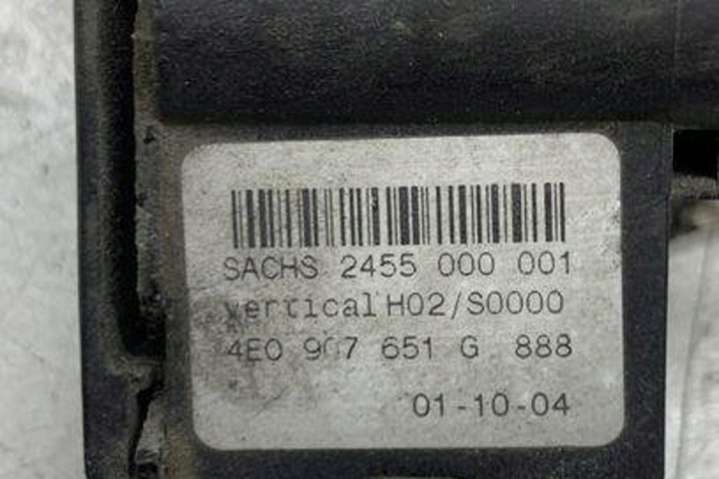 SACHS 2455 000 001
vertical H02/S0000
4E0 907 651 G 888
01-10-04